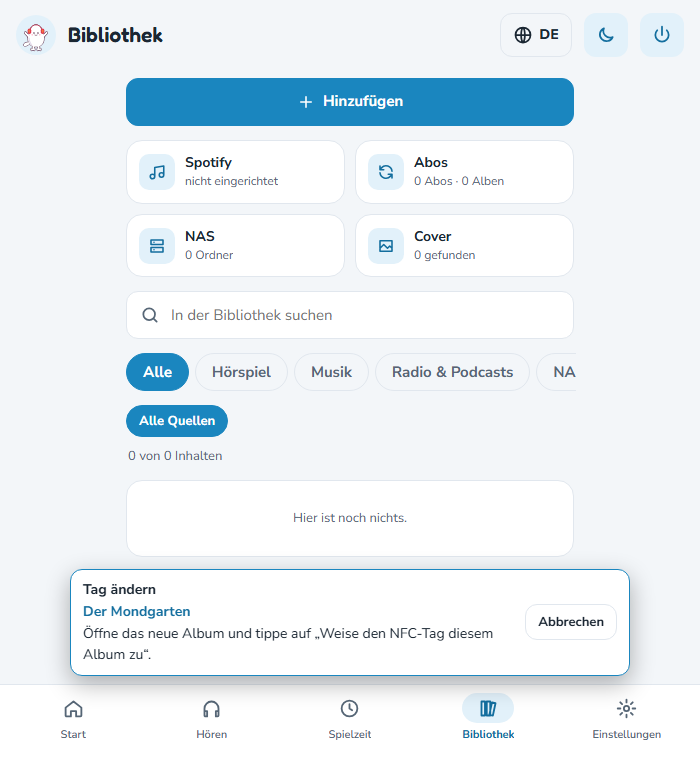 Bibliothek
DE
Hinzufügen
Spotify
nicht eingerichtet
Abos
0 Abos · 0 Alben
NAS
0 Ordner
Cover
0 gefunden
In der Bibliothek suchen
Alle
Hörspiel
Musik
Radio & Podcasts
NA
Alle Quellen
0 von 0 Inhalten
Hier ist noch nichts.
Tag ändern
Der Mondgarten
Öffne das neue Album und tippe auf „Weise den NFC-Tag diesem
Album zu“.
Abbrechen
Start
Hören
Spielzeit
Bibliothek
Einstellungen